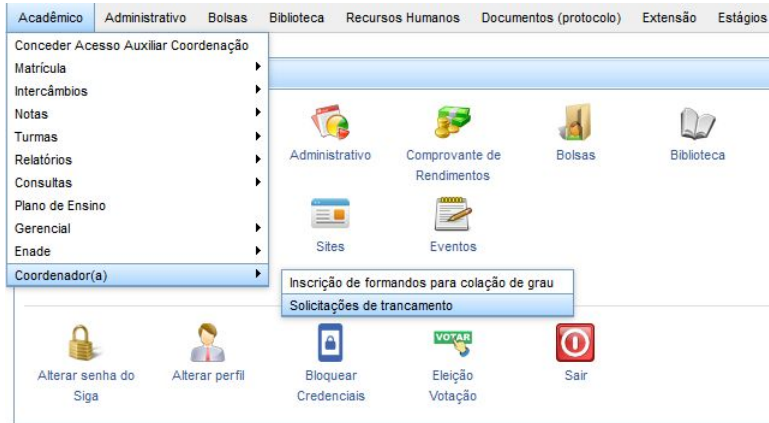 Acadêmico Administrativo Bolsas Biblioteca Recursos Humanos Documentos (protocolo) Extensão Estágios
Conceder Acesso Auxiliar Coordenação
Matrícula
Intercâmbios
Notas
Turmas
Relatórios
Consultas
Plano de Ensino
Gerencial
Enade
Coordenador(a)
Administrativo
Comprovante de
Rendimentos
Bolsas
Biblioteca
Sites
Eventos
Inscrição de formandos para colação de grau
Solicitações de trancamento
Alterar senha do
Siga
Alterar perfil
Bloquear
Credenciais
VOTAR
Eleição
Votação
Sair